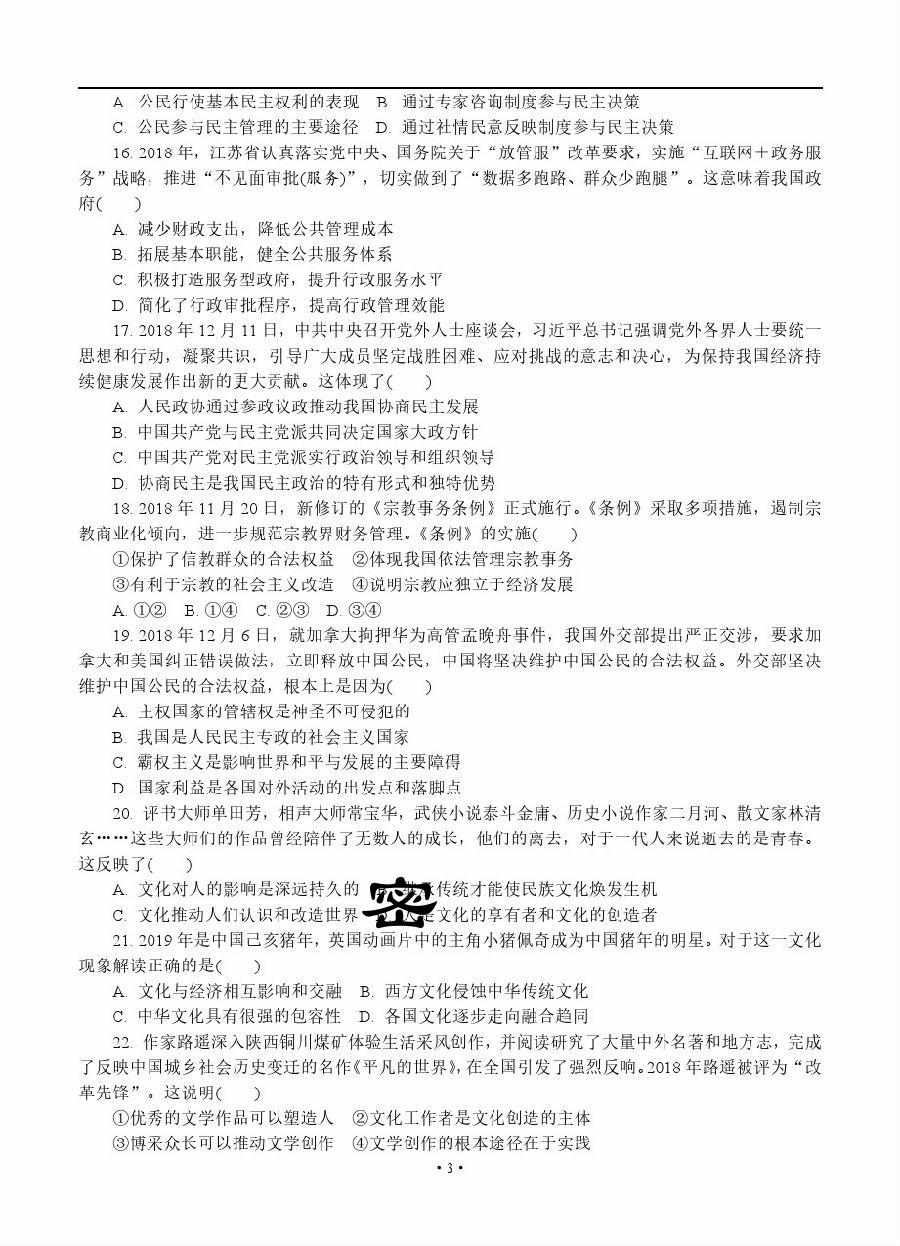 A  公民行使基本民主权利的表现  B  通过专家咨询制度参与民主决策
C. 公民参与民主管理的主要途径  D. 通过社情民意反映制度参与民主决策
16. 2018 年，江苏省认真落实党中央、国务院关于“放管服”改革要求，实施“互联网＋政务服
务”战略，推进“不见面审批(服务)”，切实做到了“数据多跑路、群众少跑腿”。这意味着我国政
府(  )
A. 减少财政支出，降低公共管理成本
B. 拓展基本职能，健全公共服务体系
C. 积极打造服务型政府，提升行政服务水平
D. 简化了行政审批程序，提高行政管理效能
17. 2018 年 12 月 11 日，中共中央召开党外人士座谈会，习近平总书记强调党外各界人士要统一
思想和行动，凝聚共识，引导广大成员坚定战胜困难、应对挑战的意志和决心，为保持我国经济持
续健康发展作出新的更大贡献。这体现了(  )
A. 人民政协通过参政议政推动我国协商民主发展
B. 中国共产党与民主党派共同决定国家大政方针
C. 中国共产党对民主党派实行政治领导和组织领导
D. 协商民主是我国民主政治的特有形式和独特优势
18. 2018 年 11 月 20 日，新修订的《宗教事务条例》正式施行。《条例》采取多项措施，遏制宗
教商业化倾向，进一步规范宗教界财务管理。《条例》的实施(  )
①保护了信教群众的合法权益  ②体现我国依法管理宗教事务
③有利于宗教的社会主义改造  ④说明宗教应独立于经济发展
A. ①②  B. ①④  C. ②③  D. ③④
19. 2018 年 12 月 6 日，就加拿大拘押华为高管孟晚舟事件，我国外交部提出严正交涉，要求加
拿大和美国纠正错误做法，立即释放中国公民，中国将坚决维护中国公民的合法权益。外交部坚决
维护中国公民的合法权益，根本上是因为(  )
A. 主权国家的管辖权是神圣不可侵犯的
B. 我国是人民民主专政的社会主义国家
C. 霸权主义是影响世界和平与发展的主要障碍
D  国家利益是各国对外活动的出发点和落脚点
20. 评书大师单田芳，相声大师常宝华，武侠小说泰斗金庸、历史小说作家二月河、散文家林清
玄……这些大师们的作品曾经陪伴了无数人的成长，他们的离去，对于一代人来说逝去的是青春。
这反映了(  )
A. 文化对人的影响是深远持久的  传统才能使民族文化焕发生机
密
C. 文化推动人们认识和改造世界  是文化的享有者和文化的创造者
21. 2019 年是中国己亥猪年，英国动画片中的主角小猪佩奇成为中国猪年的明星。对于这一文化
现象解读正确的是(  )
A. 文化与经济相互影响和交融  B. 西方文化侵蚀中华传统文化
C. 中华文化具有很强的包容性  D. 各国文化逐步走向融合趋同
22. 作家路遥深入陕西铜川煤矿体验生活采风创作，并阅读研究了大量中外名著和地方志，完成
了反映中国城乡社会历史变迁的名作《平凡的世界》，在全国引发了强烈反响。2018 年路遥被评为“改
革先锋”。这说明(  )
①优秀的文学作品可以塑造人  ②文化工作者是文化创造的主体
③博采众长可以推动文学创作  ④文学创作的根本途径在于实践
• 3 •